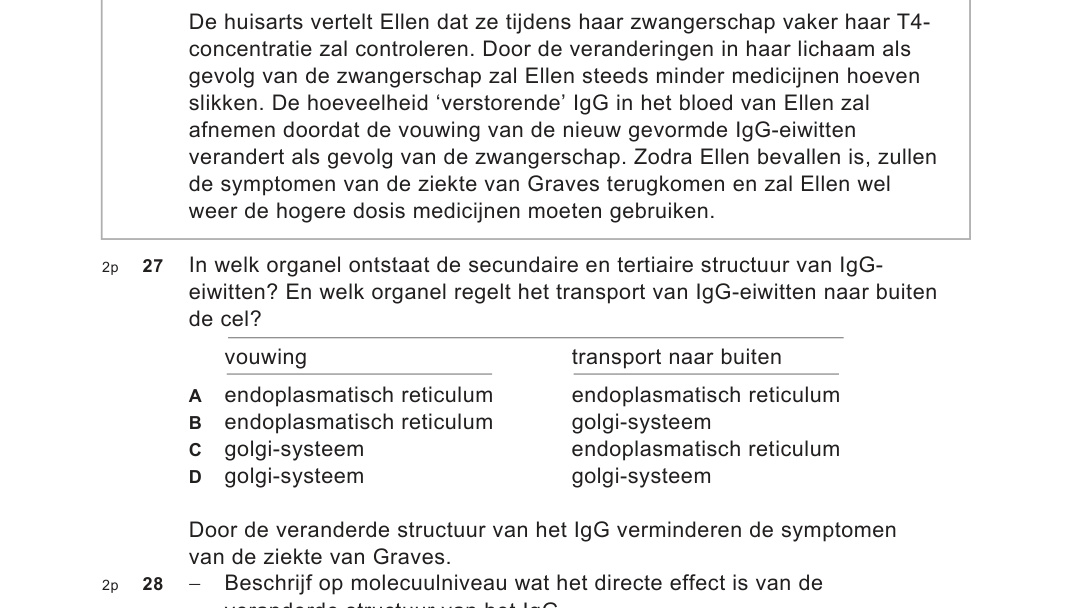 De huisarts vertelt Ellen dat ze tijdens haar zwangerschap vaker haar T4-
concentratie zal controleren. Door de veranderingen in haar lichaam als
gevolg van de zwangerschap zal Ellen steeds minder medicijnen hoeven
slikken. De hoeveelheid ‘verstorende’ IgG in het bloed van Ellen zal
afnemen doordat de vouwing van de nieuw gevormde IgG-eiwitten
verandert als gevolg van de zwangerschap. Zodra Ellen bevallen is, zullen
de symptomen van de ziekte van Graves terugkomen en zal Ellen wel
weer de hogere dosis medicijnen moeten gebruiken.
2p 27 In welk organel ontstaat de secundaire en tertiaire structuur van IgG-
eiwitten? En welk organel regelt het transport van IgG-eiwitten naar buiten
de cel?
vouwing transport naar buiten
A endoplasmatisch reticulum endoplasmatisch reticulum
B endoplasmatisch reticulum golgi-systeem
C golgi-systeem endoplasmatisch reticulum
D golgi-systeem golgi-systeem
Door de veranderde structuur van het IgG verminderen de symptomen
van de ziekte van Graves.
2p 28 – Beschrijf op molecuulniveau wat het directe effect is van de
veranderde structuur van het IgG